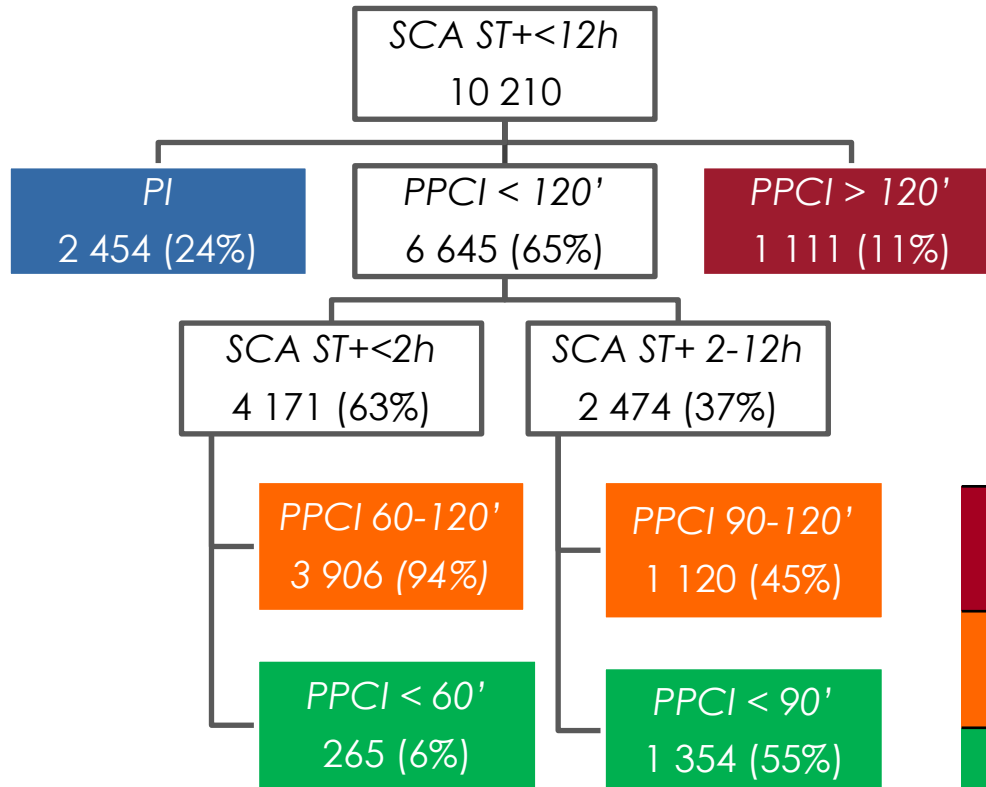 SCA ST+<12h
10 210
PI
2 454 (24%)
PPCI < 120’
6 645 (65%)
PPCI > 120’
1 111 (11%)
SCA ST+<2h
4 171 (63%)
SCA ST+ 2-12h
2 474 (37%)
PPCI 60-120’
3 906 (94%)
PPCI 90-120’
1 120 (45%)
PPCI < 60’
265 (6%)
PPCI < 90’
1 354 (55%)